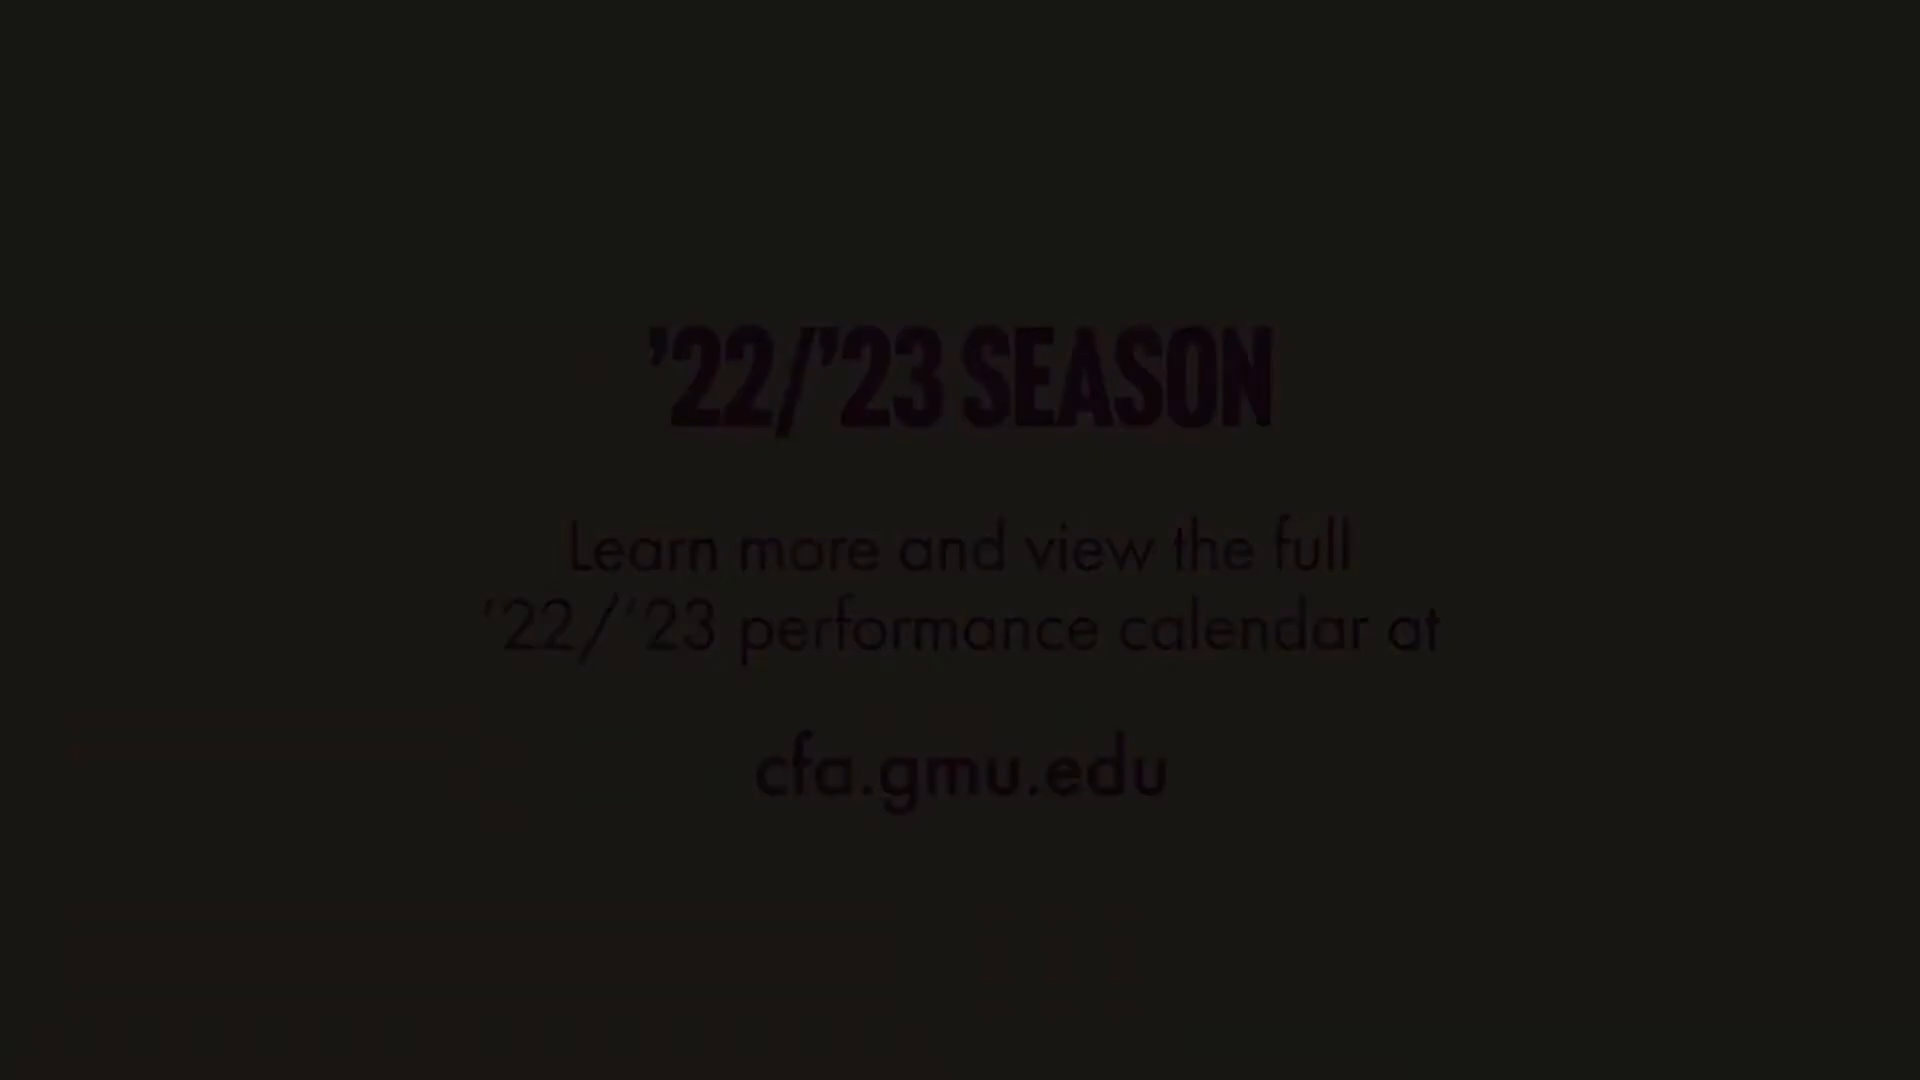 ’22/’23 SEASON
Learn more and view the full
’22/’23 performance calendar at
cfa.gmu.edu